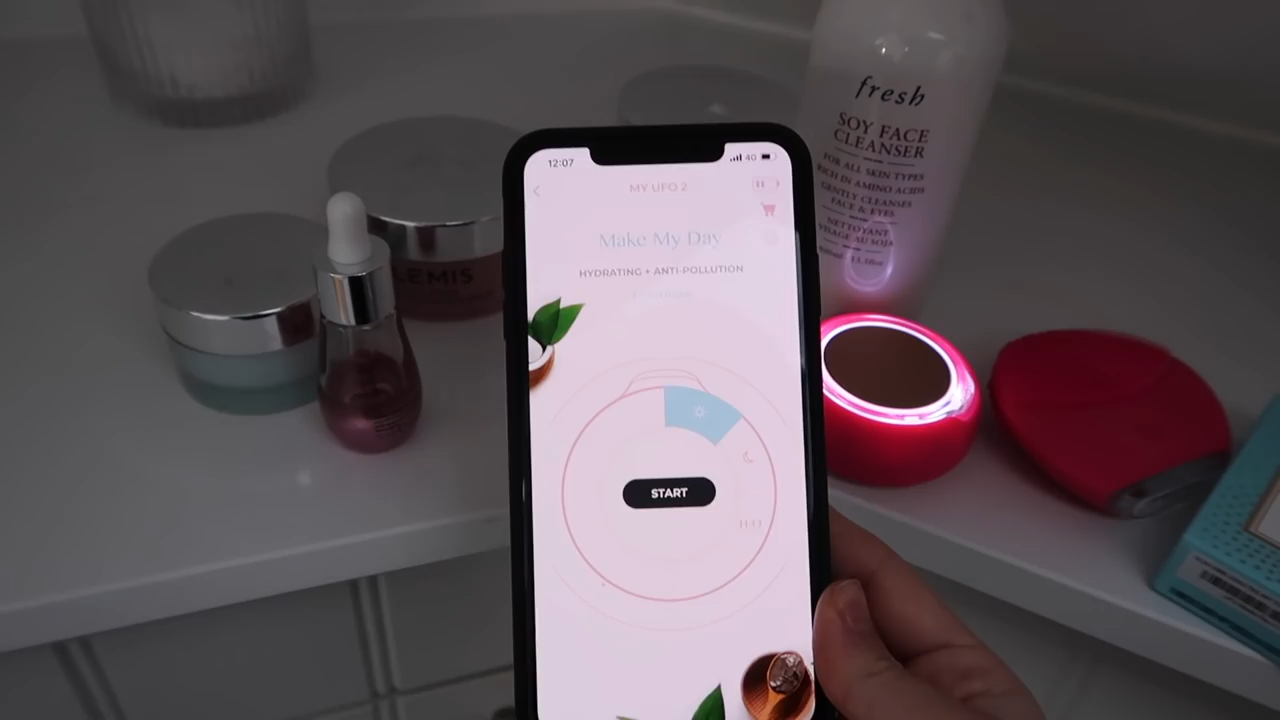 12:07
4G
MY UFO 2
Make My Day
HYDRATING + ANTI-POLLUTION
START
ELEMIS
fresh
SOY FACE
CLEANSER
FOR ALL SKIN TYPES
RICH IN AMINO ACIDS
GENTLY CLEANSES
FACE & EYES
NETTOYANT
VISAGE AU SOJA